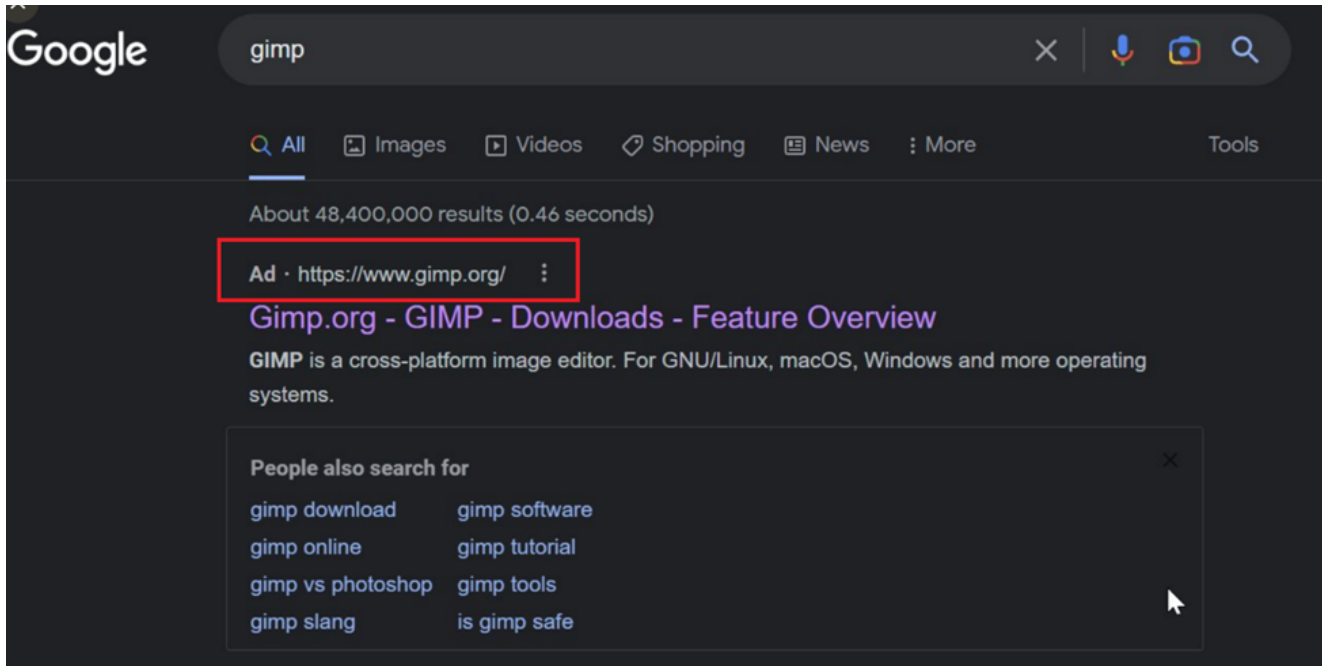 Google
gimp
All Images Videos Shopping News More Tools
About 48,400,000 results (0.46 seconds)
Ad · https://www.gimp.org/
Gimp.org - GIMP - Downloads - Feature Overview
GIMP is a cross-platform image editor. For GNU/Linux, macOS, Windows and more operating
systems.
People also search for
gimp download gimp software
gimp online gimp tutorial
gimp vs photoshop gimp tools
gimp slang is gimp safe